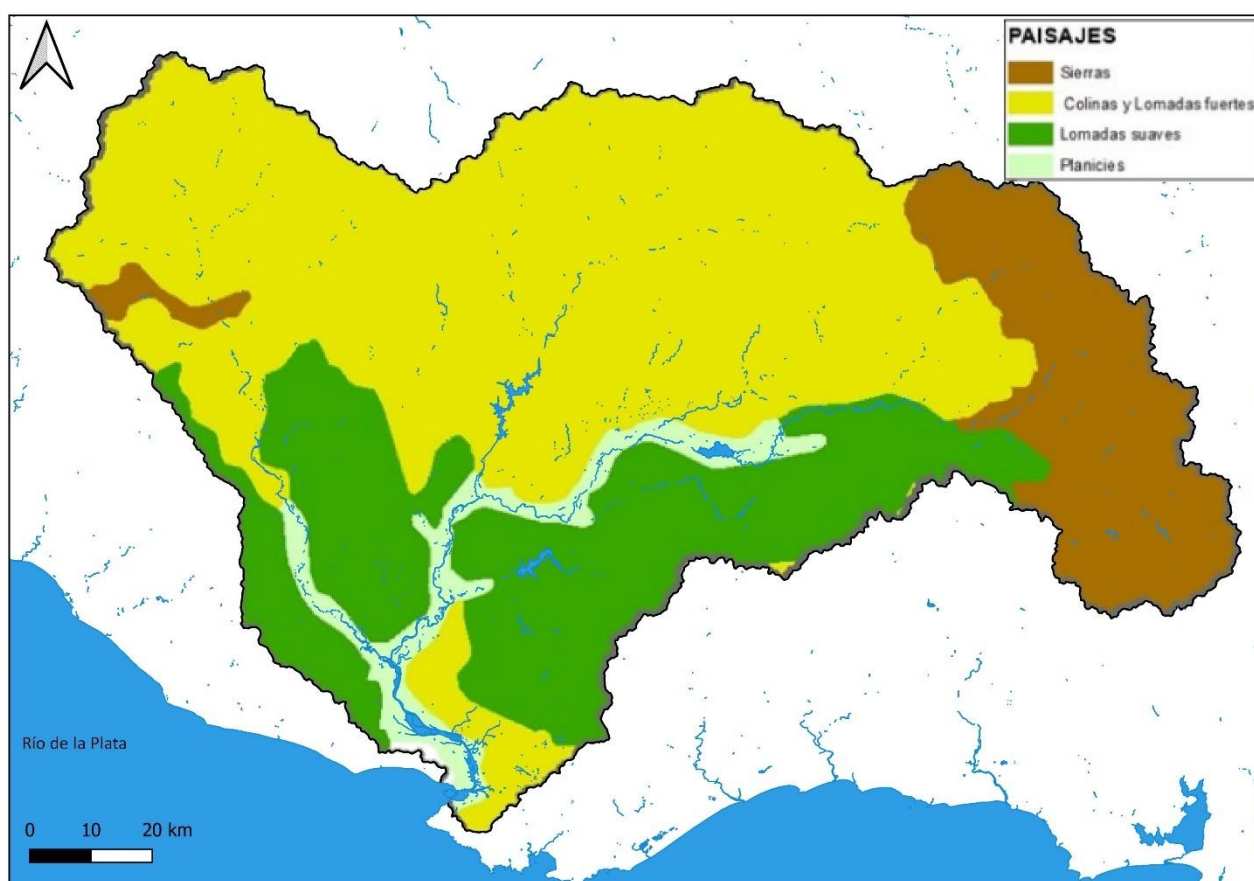 PAISAJES
Sierras
Colinas y Lomadas fuertes
Lomadas suaves
Planicies
Río de la Plata
0 10 20 km